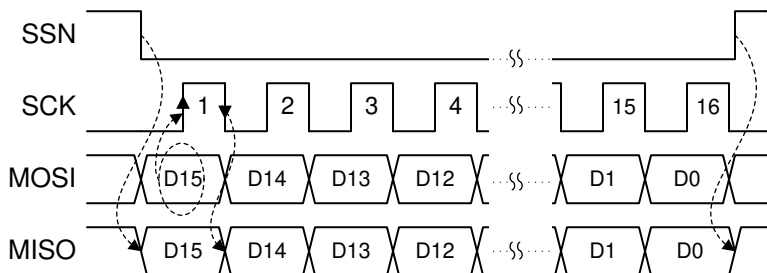 SSN
SCK 1 2 3 4 15 16
MOSI D15 D14 D13 D12 D1 D0
MISO D15 D14 D13 D12 D1 D0